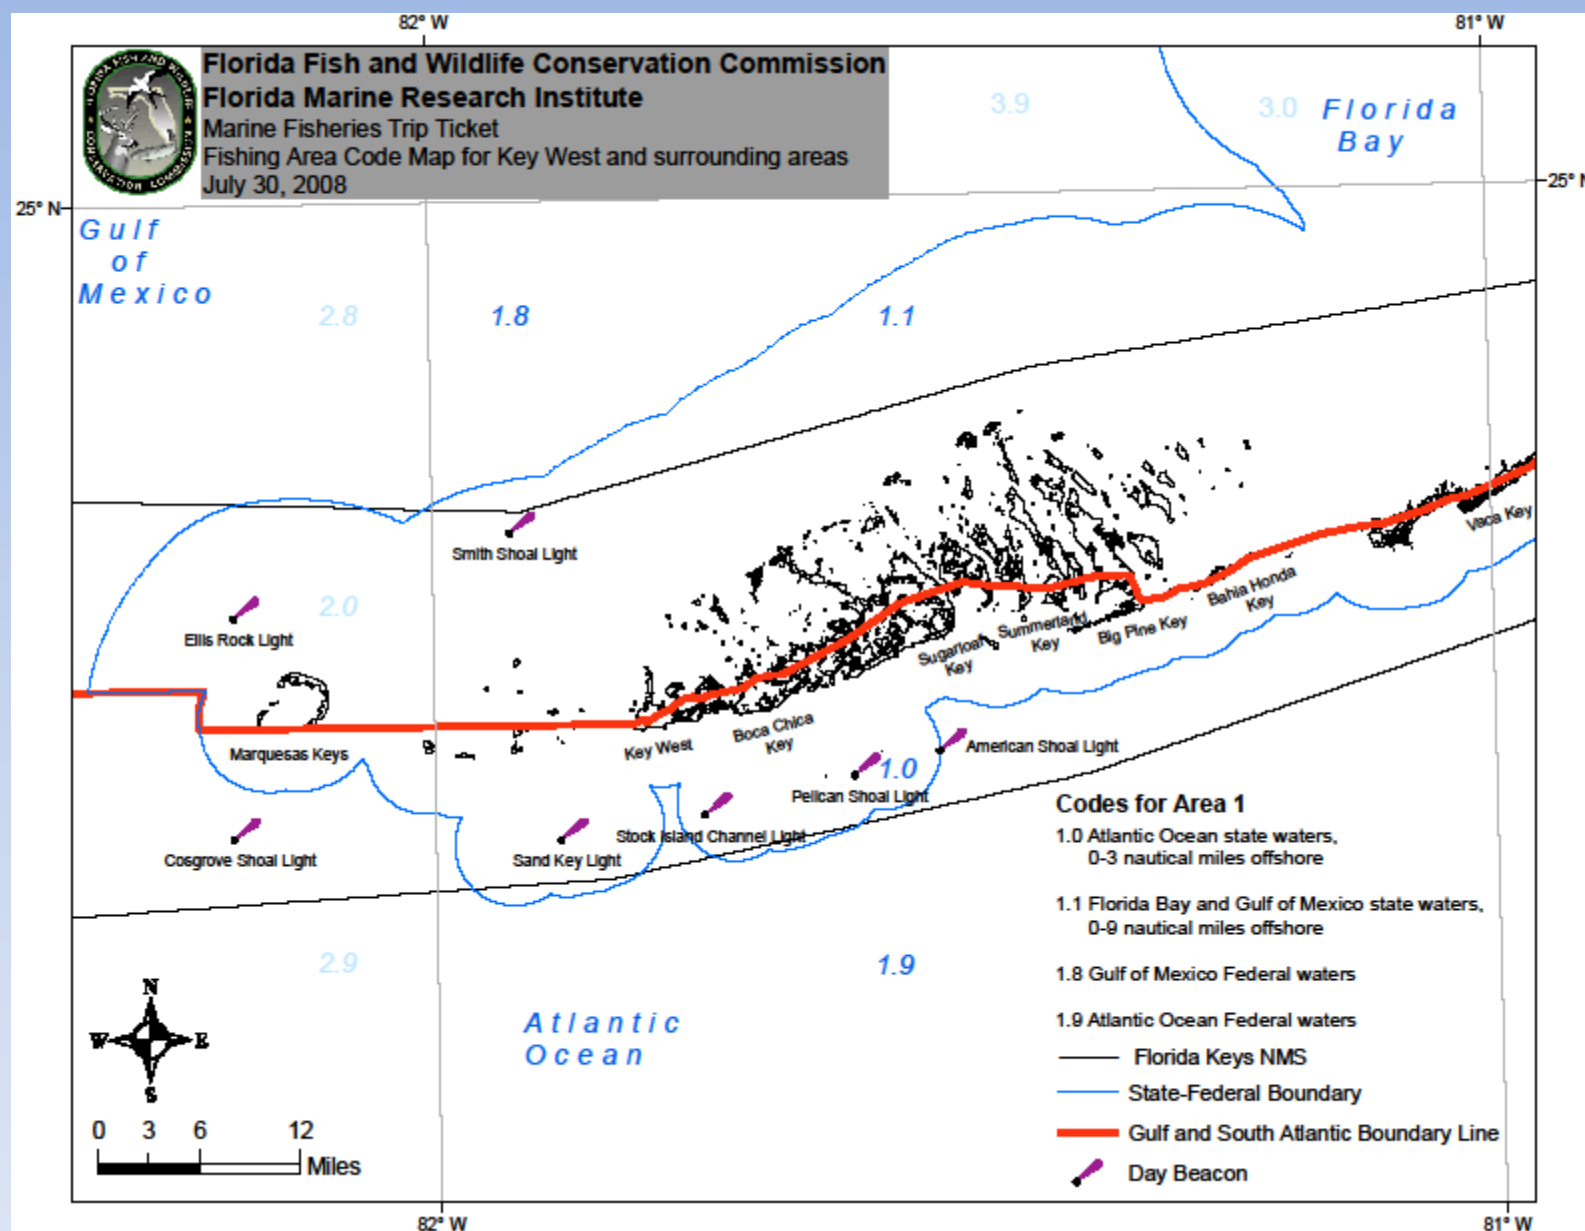 82° W
81° W
Florida Fish and Wildlife Conservation Commission
Florida Marine Research Institute
Marine Fisheries Trip Ticket
Fishing Area Code Map for Key West and surrounding areas
July 30, 2008
3.9
3.0
Florida
Bay
25° N
25° N
Gulf
of
Mexico
2.8
1.8
1.1
Smith Shoal Light
Vaca Key
2.0
Ellis Rock Light
Bahia Honda
Key
Big Pine Key
Summerland
Key
Sugarloaf
Key
Marquesas Keys
Key West
Boca Chica
Key
American Shoal Light
1.0
Pelican Shoal Light
Stock Island Channel Light
Sand Key Light
Cosgrove Shoal Light
2.9
1.9
Atlantic
Ocean
Codes for Area 1
1.0 Atlantic Ocean state waters,
0-3 nautical miles offshore
1.1 Florida Bay and Gulf of Mexico state waters,
0-9 nautical miles offshore
1.8 Gulf of Mexico Federal waters
1.9 Atlantic Ocean Federal waters
Florida Keys NMS
State-Federal Boundary
Gulf and South Atlantic Boundary Line
Day Beacon
N
W E
S
0 3 6 12
Miles
82° W
81° W